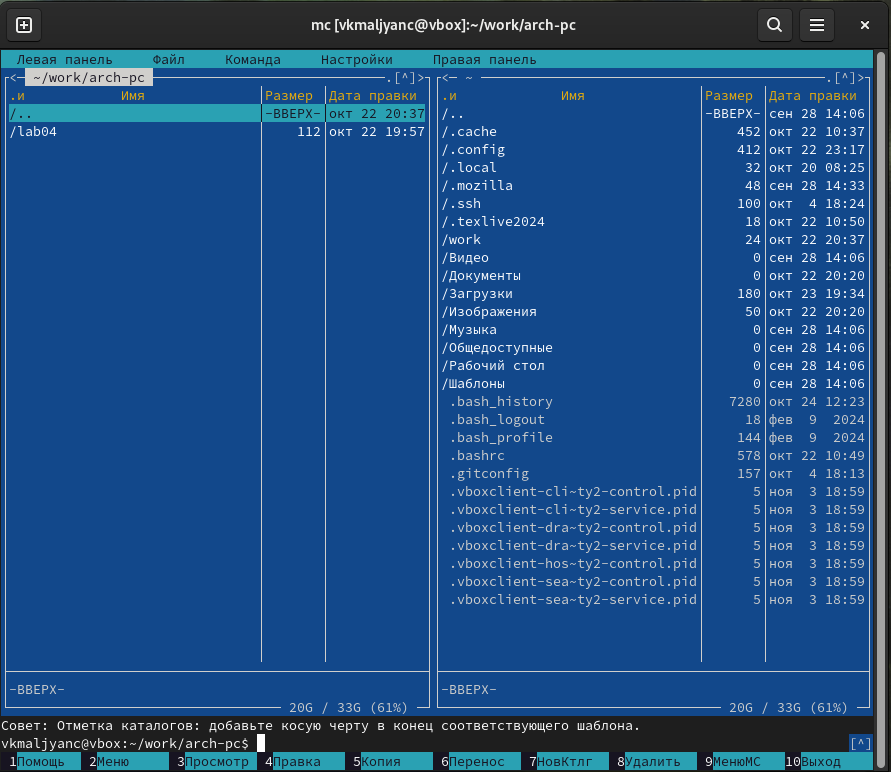 mc [vkmaljyanc@vbox]:~/work/arch-pc
Левая панель Файл Команда Настройки Правая панель
<— ~/work/arch-pc .[^]>
.и Имя Размер Дата правки
/.. -ВВЕРХ- окт 22 20:37
/lab04 112 окт 22 19:57
-ВВЕРХ-
20G / 33G (61%)
<— ~ .[^]>
.и Имя Размер Дата правки
/.. -ВВЕРХ- сен 28 14:06
/.cache 452 окт 22 10:37
/.config 412 окт 22 23:17
/.local 32 окт 20 08:25
/.mozilla 48 сен 28 14:33
/.ssh 100 окт 4 18:24
/.texlive2024 18 окт 22 10:50
/work 24 окт 22 20:37
/Видео 0 сен 28 14:06
/Документы 0 окт 22 20:20
/Загрузки 180 окт 23 19:34
/Изображения 50 окт 22 20:20
/Музыка 0 сен 28 14:06
/Общедоступные 0 сен 28 14:06
/Рабочий стол 0 сен 28 14:06
/Шаблоны 0 сен 28 14:06
.bash_history 7280 окт 24 12:23
.bash_logout 18 фев 9 2024
.bash_profile 144 фев 9 2024
.bashrc 578 окт 22 10:49
.gitconfig 157 окт 4 18:13
.vboxclient-cli~ty2-control.pid 5 ноя 3 18:59
.vboxclient-cli~ty2-service.pid 5 ноя 3 18:59
.vboxclient-dra~ty2-control.pid 5 ноя 3 18:59
.vboxclient-dra~ty2-service.pid 5 ноя 3 18:59
.vboxclient-hos~ty2-control.pid 5 ноя 3 18:59
.vboxclient-sea~ty2-control.pid 5 ноя 3 18:59
.vboxclient-sea~ty2-service.pid 5 ноя 3 18:59
-ВВЕРХ-
20G / 33G (61%)
Совет: Отметка каталогов: добавьте косую черту в конец соответствующего шаблона.
vkmaljyanc@vbox:~/work/arch-pc$ [^]
1Помощь 2Меню 3Просмотр 4Правка 5Копия 6Перенос 7НовКтлг 8Удалить 9МенюМС 10Выход